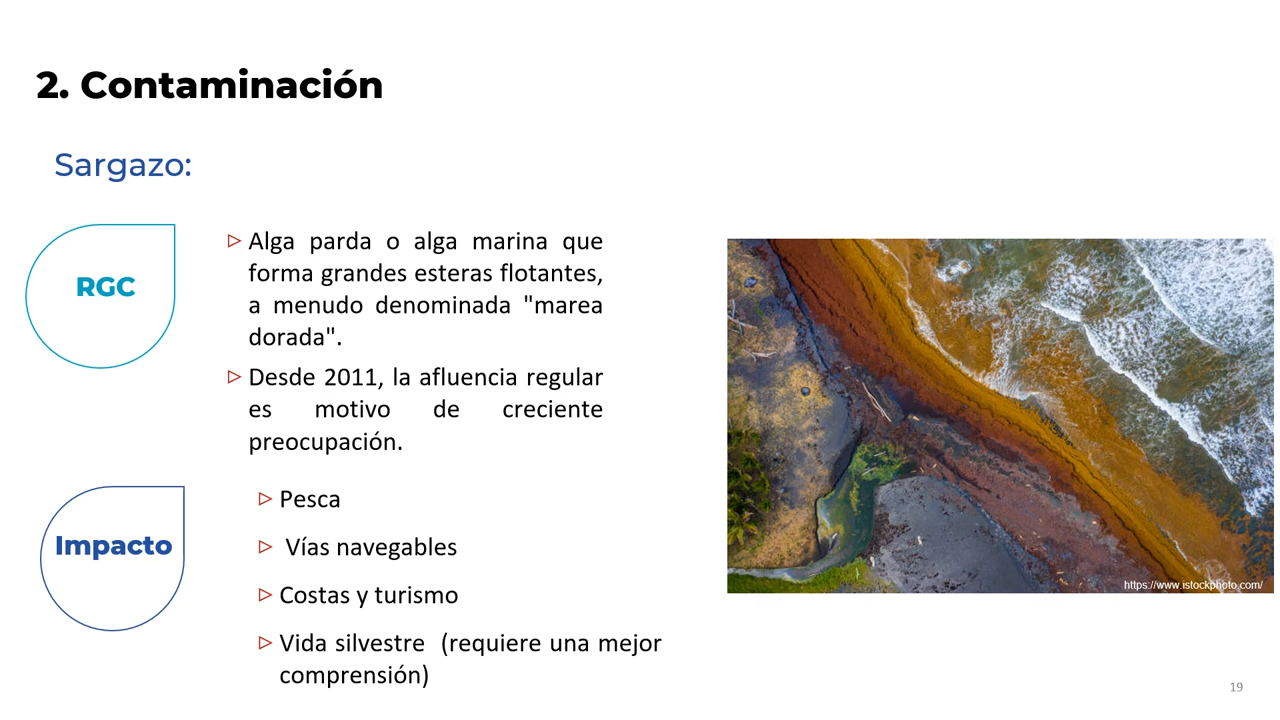 2. Contaminación
Sargazo:
RGC
▷ Alga parda o alga marina que
forma grandes esteras flotantes,
a menudo denominada "marea
dorada".
▷ Desde 2011, la afluencia regular
es motivo de creciente
preocupación.
Impacto
▷ Pesca
▷ Vías navegables
▷ Costas y turismo
▷ Vida silvestre (requiere una mejor
comprensión)
https://www.istockphoto.com/
19